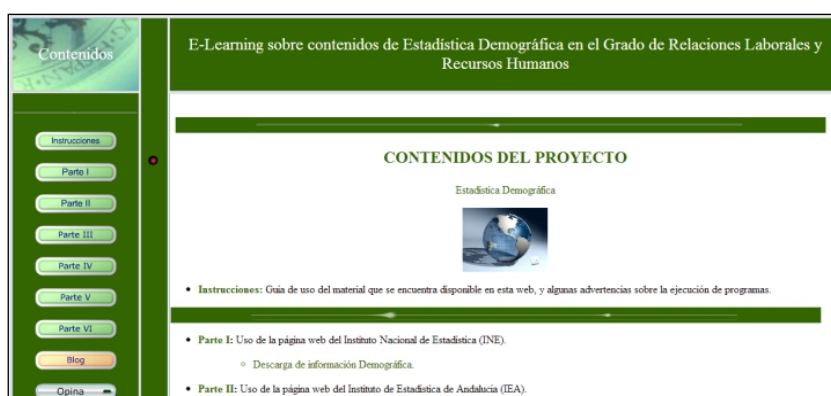 Contenidos
E-Learning sobre contenidos de Estadística Demográfica en el Grado de Relaciones Laborales y
Recursos Humanos
Instrucciones
Parte I
Parte II
Parte III
Parte IV
Parte V
Parte VI
Blog
Opina
CONTENIDOS DEL PROYECTO
Estadística Demográfica
• Instrucciones: Guia de uso del material que se encuentra disponible en esta web, y algunas advertencias sobre la ejecución de programas.
• Parte I: Uso de la página web del Instituto Nacional de Estadística (INE).
○ Descarga de información Demográfica.
• Parte II: Uso de la página web del Instituto de Estadística de Andalucía (IEA).